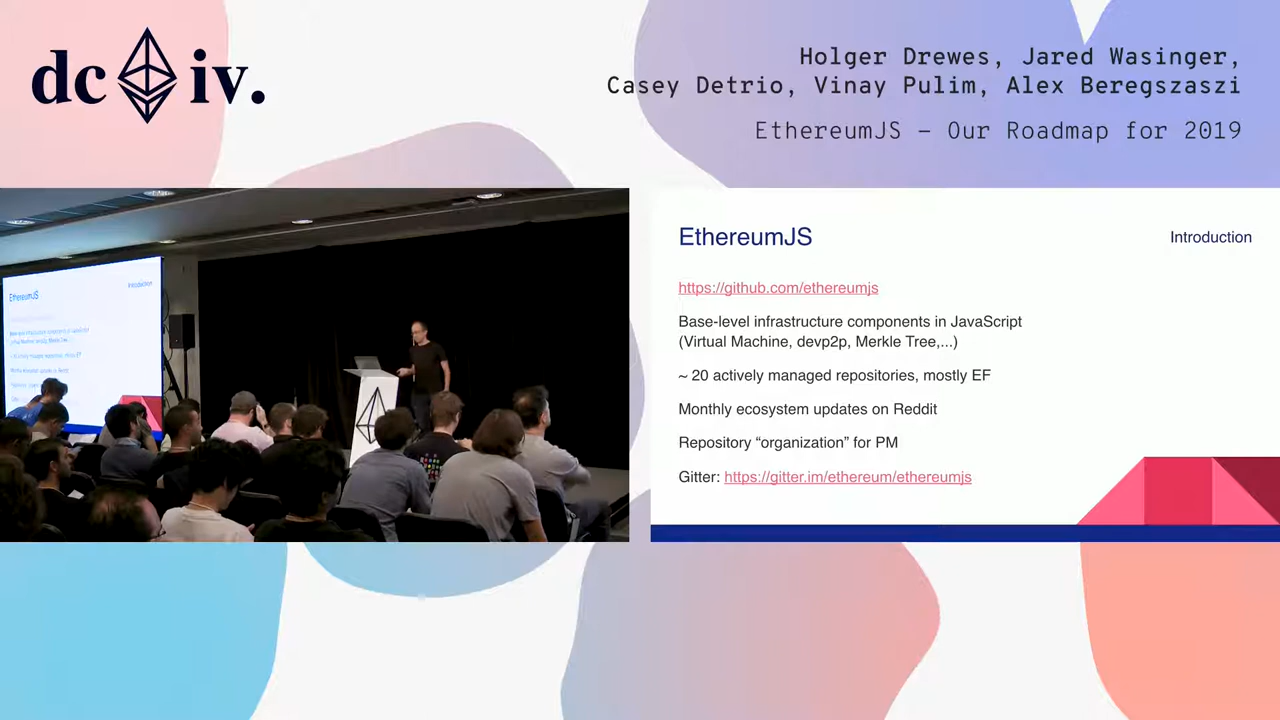 dc iv.
Holger Drewes, Jared Wasinger,
Casey Detrio, Vinay Pulim, Alex Beregszaszi
EthereumJS – Our Roadmap for 2019
EthereumJS
Introduction
https://github.com/ethereumjs
Base-level infrastructure components in JavaScript
(Virtual Machine, devp2p, Merkle Tree,...)
~ 20 actively managed repositories, mostly EF
Monthly ecosystem updates on Reddit
Repository “organization” for PM
Gitter: https://gitter.im/ethereum/ethereumjs
EthereumJS
Introduction